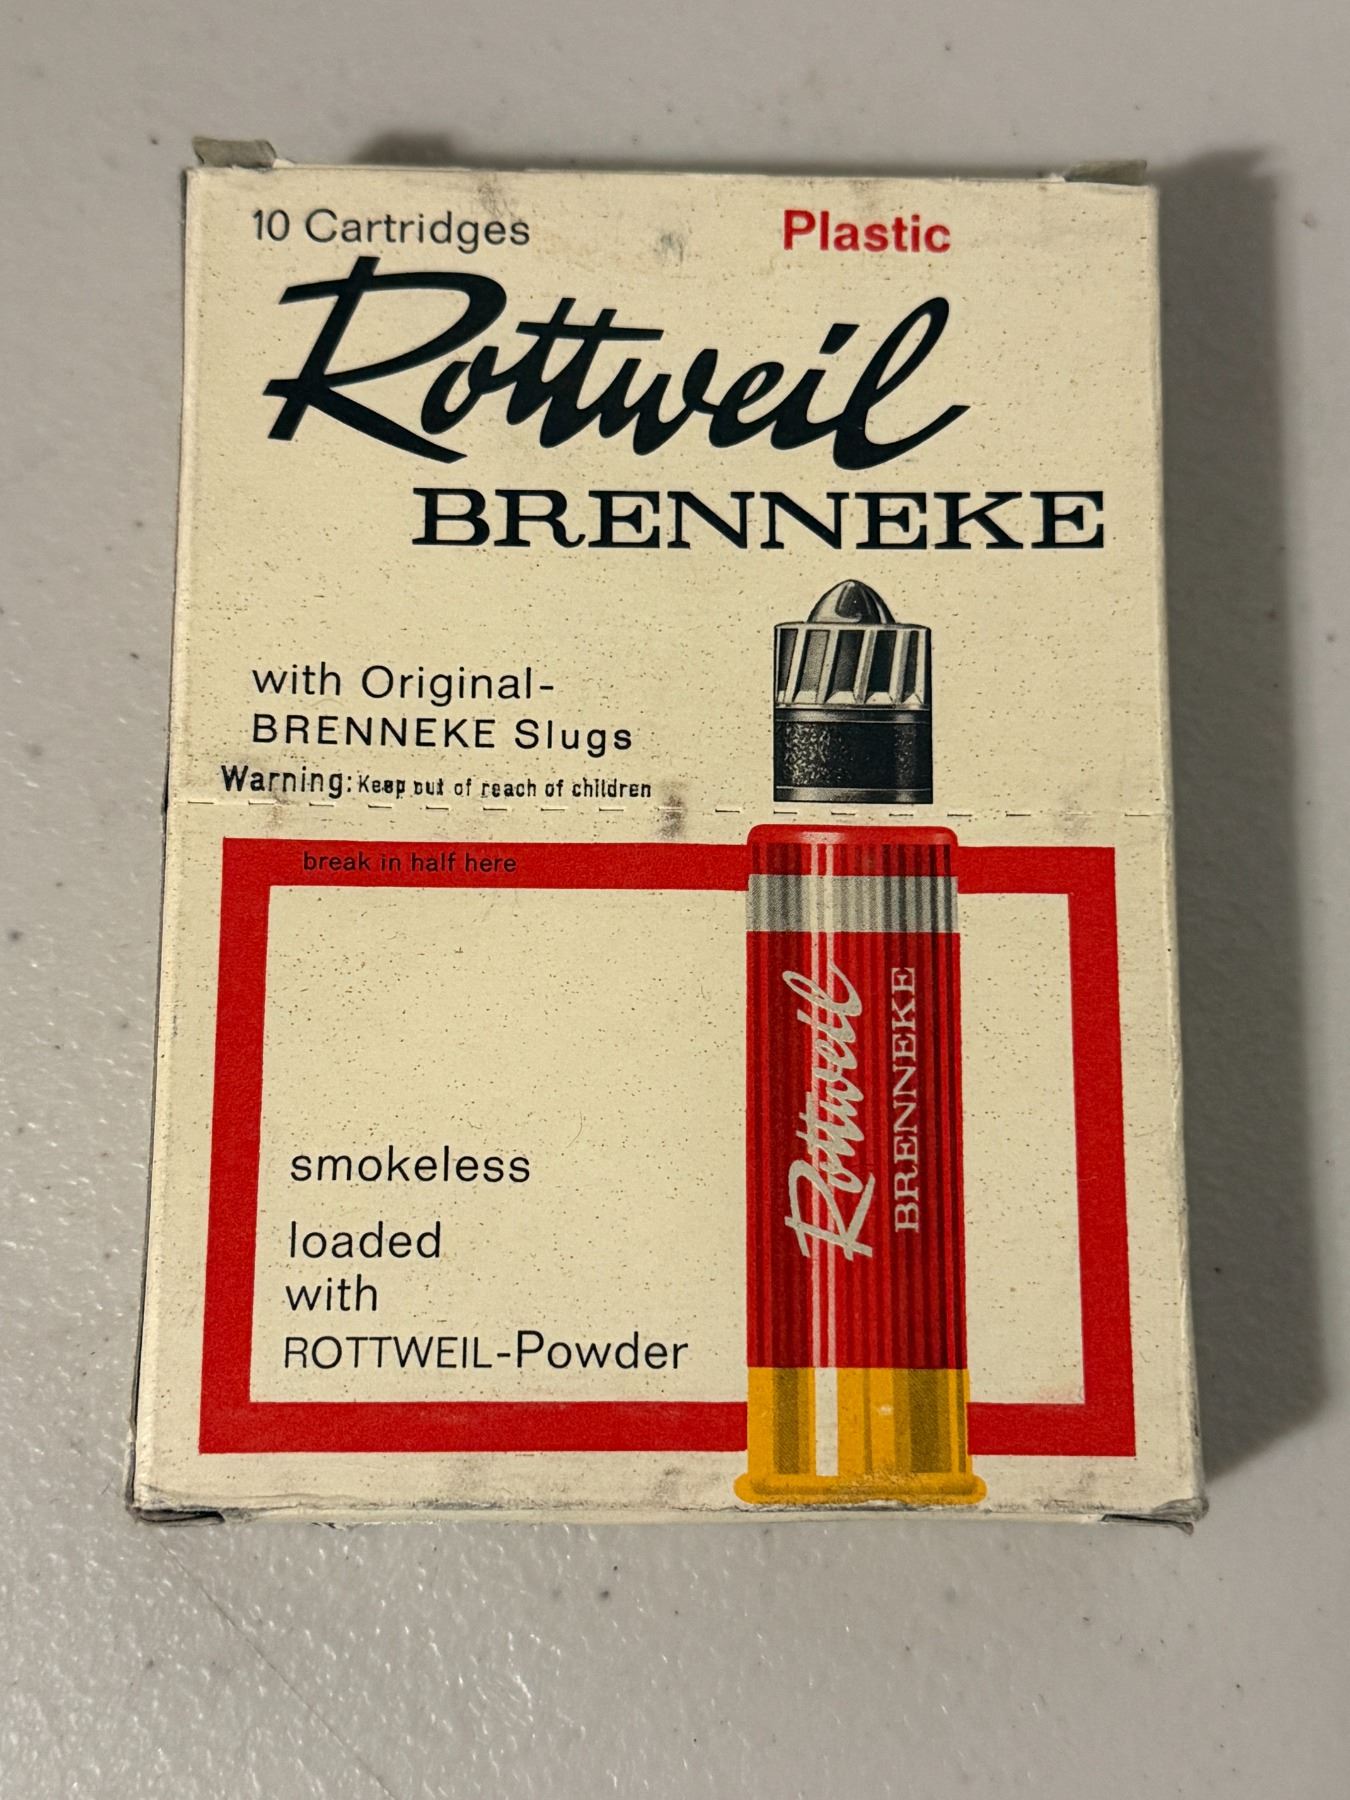 10 Cartridges
Plastic
Rottweil
BRENNEKE
with Original-
BRENNEKE Slugs
Warning: Keep out of reach of children
break in half here
Rottweil
BRENNEKE
smokeless
loaded
with
ROTTWEIL-Powder